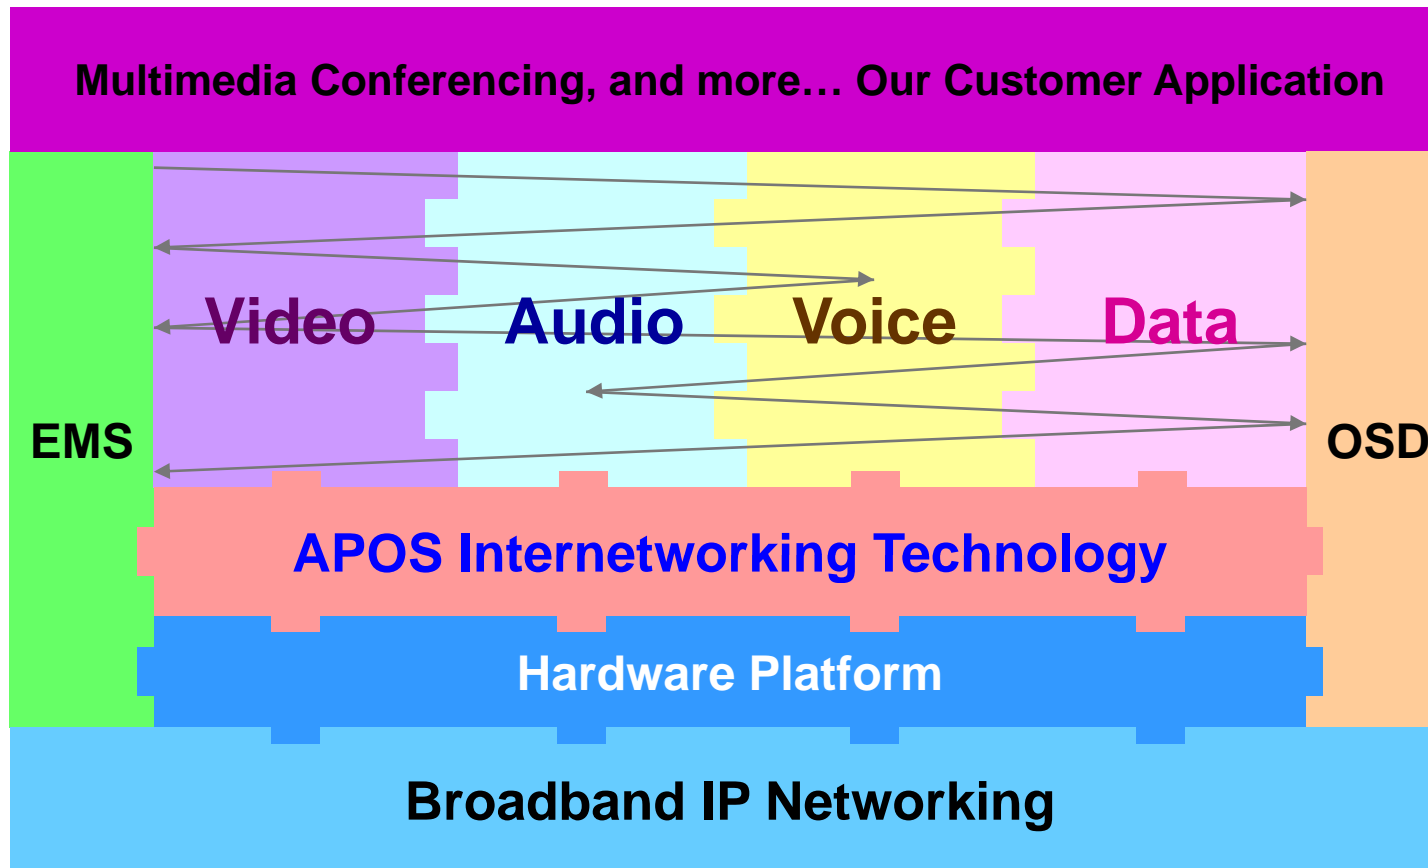 Multimedia Conferencing, and more… Our Customer Application
Video Audio Voice Data
EMS
OSD
APOS Internetworking Technology
Hardware Platform
Broadband IP Networking